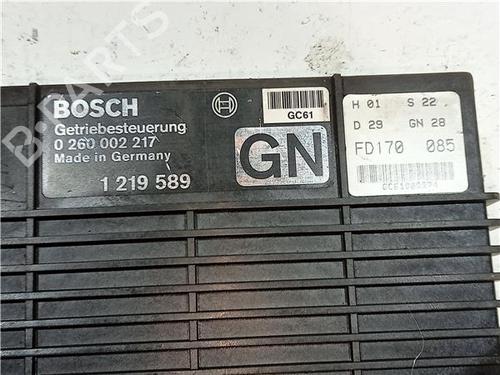 BOSCH
Getriebesteuerung
0 260 002 217
Made in Germany
1 219 589
GC61
GN
H 01 S 22
D 29 GN 28
FD170 085
B-PARTS